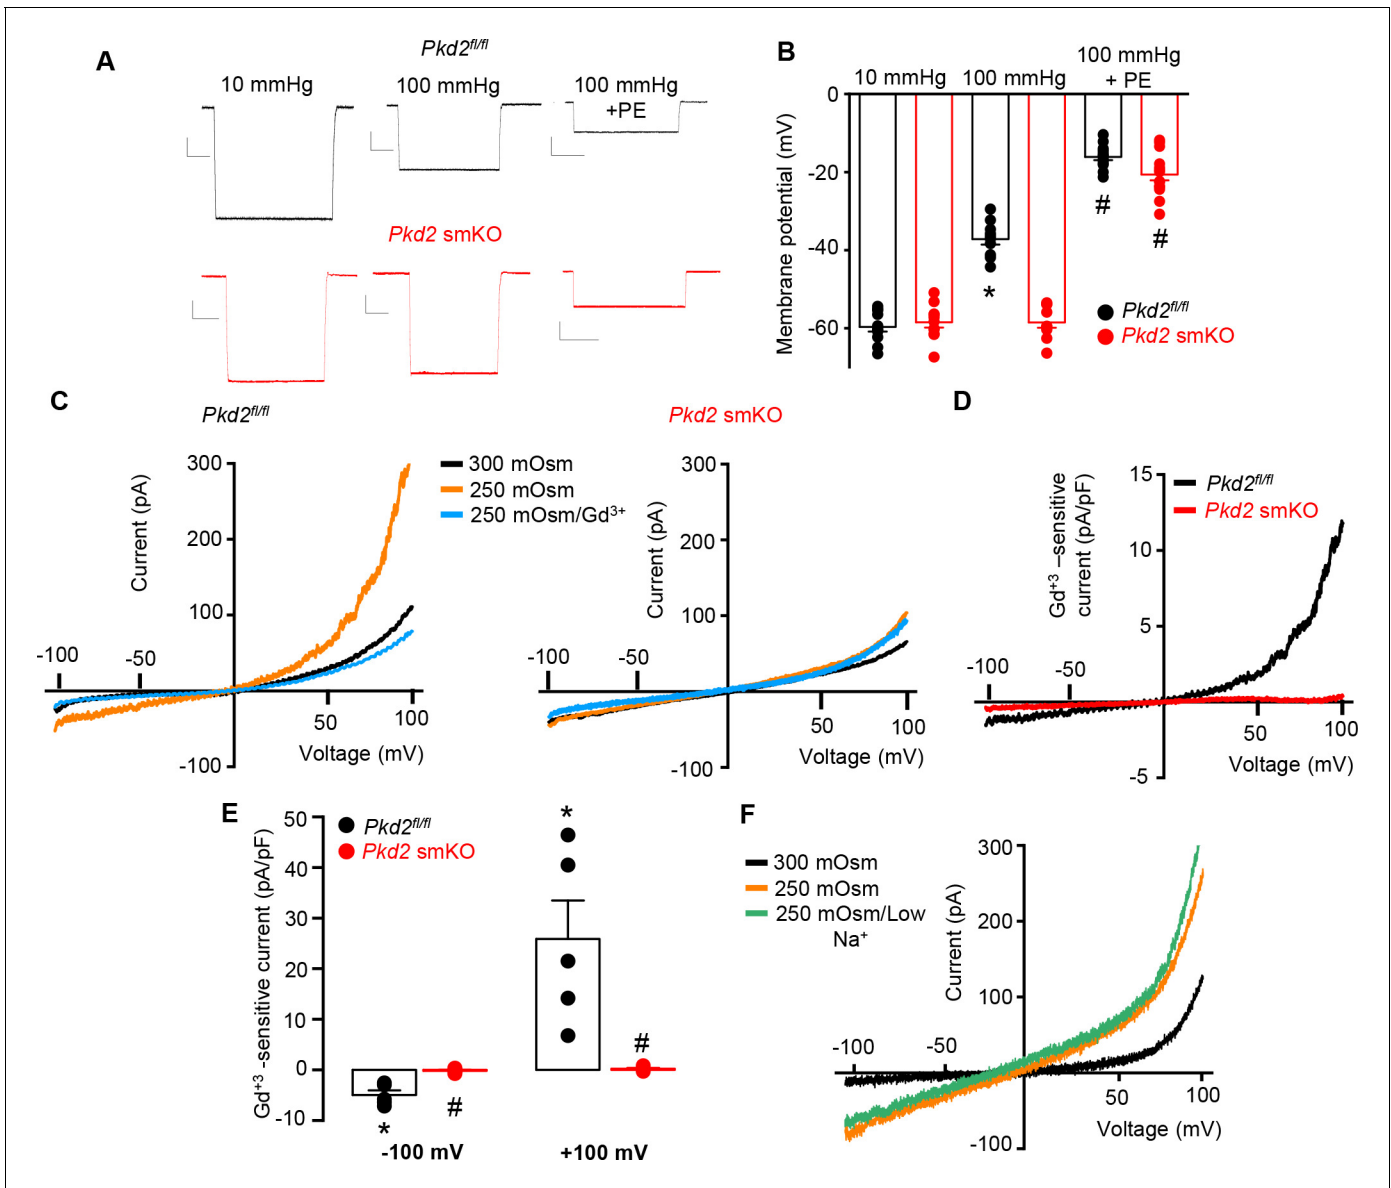 A
Pkd2fl/fl
10 mmHg
100 mmHg
100 mmHg
+PE
Pkd2 smKO
B
10 mmHg
100 mmHg
100 mmHg
+ PE
Membrane potential (mV)
0
-20
-40
-60
*
#
#
Pkd2fl/fl
Pkd2 smKO
C
Pkd2fl/fl
Current (pA)
300
200
100
-100
-100
-50
50
100
Voltage (mV)
300 mOsm
250 mOsm
250 mOsm/Gd3+
Pkd2 smKO
Current (pA)
300
200
100
-100
-100
-50
50
100
Voltage (mV)
D
Gd+3 –sensitive
current (pA/pF)
15
10
5
-5
-100
-50
50
100
Voltage (mV)
Pkd2fl/fl
Pkd2 smKO
E
Gd+3 -sensitive current (pA/pF)
50
40
30
20
10
0
-10
Pkd2fl/fl
Pkd2 smKO
*
#
*
#
-100 mV
+100 mV
F
300 mOsm
250 mOsm
250 mOsm/Low
Na+
Current (pA)
300
200
100
-100
-100
-50
50
100
Voltage (mV)